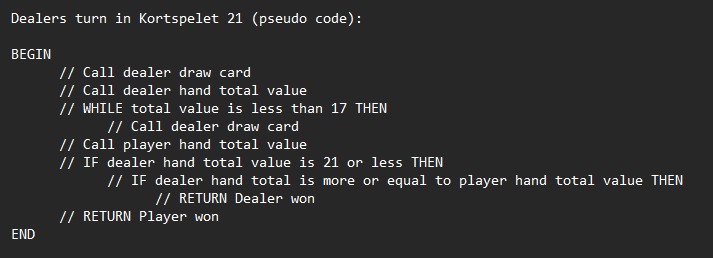 Dealers turn in Kortspelet 21 (pseudo code):

BEGIN
      // Call dealer draw card
      // Call dealer hand total value
      // WHILE total value is less than 17 THEN
            // Call dealer draw card
      // Call player hand total value
      // IF dealer hand total value is 21 or less THEN
            // IF dealer hand total is more or equal to player hand total value THEN
                  // RETURN Dealer won
      // RETURN Player won
END